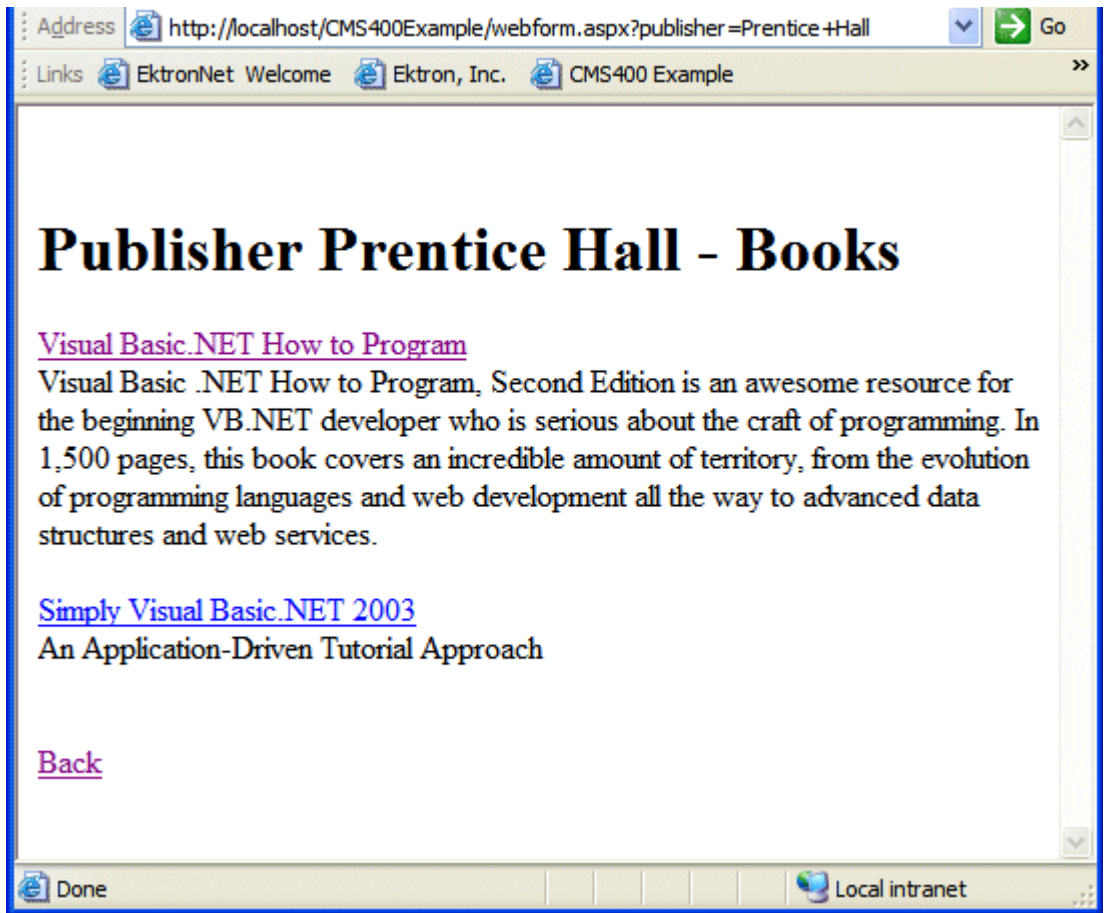 Address http://localhost/CMS400Example/webform.aspx?publisher=Prentice+Hall Go
Links EktronNet Welcome Ektron, Inc. CMS400 Example »
Publisher Prentice Hall - Books
Visual Basic.NET How to Program
Visual Basic .NET How to Program, Second Edition is an awesome resource for
the beginning VB.NET developer who is serious about the craft of programming. In
1,500 pages, this book covers an incredible amount of territory, from the evolution
of programming languages and web development all the way to advanced data
structures and web services.
Simply Visual Basic.NET 2003
An Application-Driven Tutorial Approach
Back
Done Local intranet